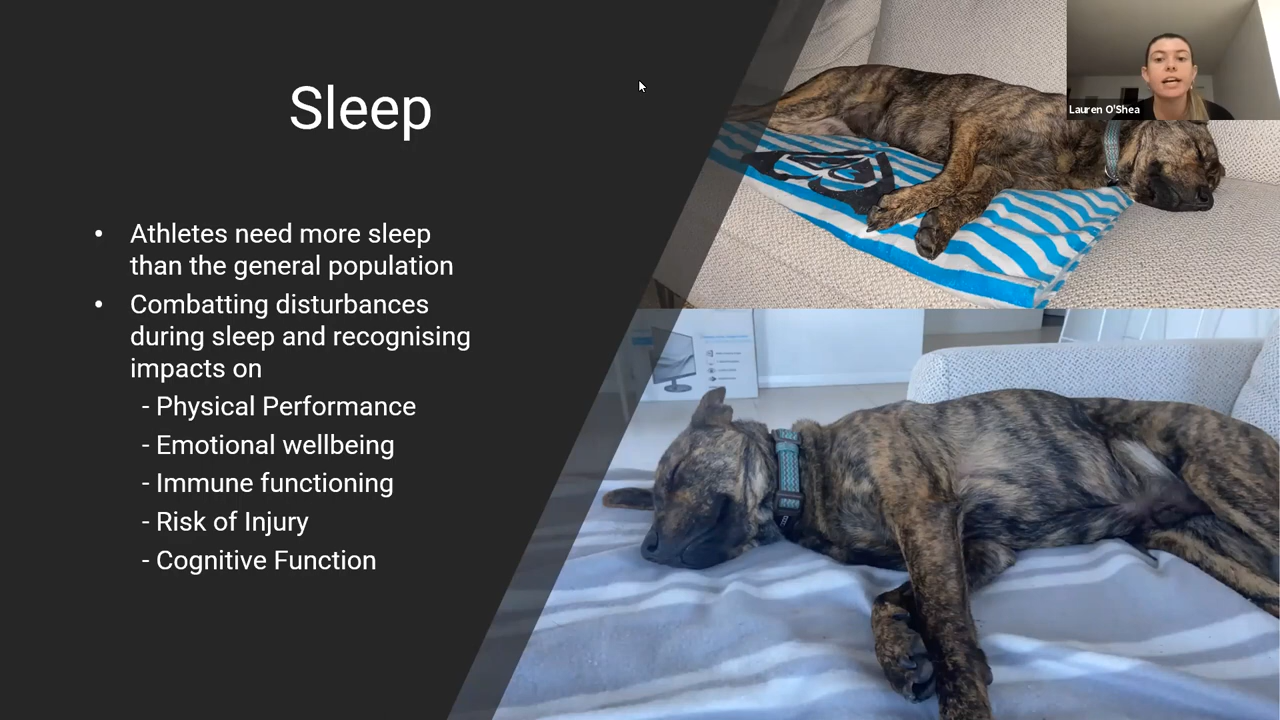 Sleep
Lauren O'Shea
• Athletes need more sleep
than the general population
• Combatting disturbances
during sleep and recognising
impacts on
- Physical Performance
- Emotional wellbeing
- Immune functioning
- Risk of Injury
- Cognitive Function